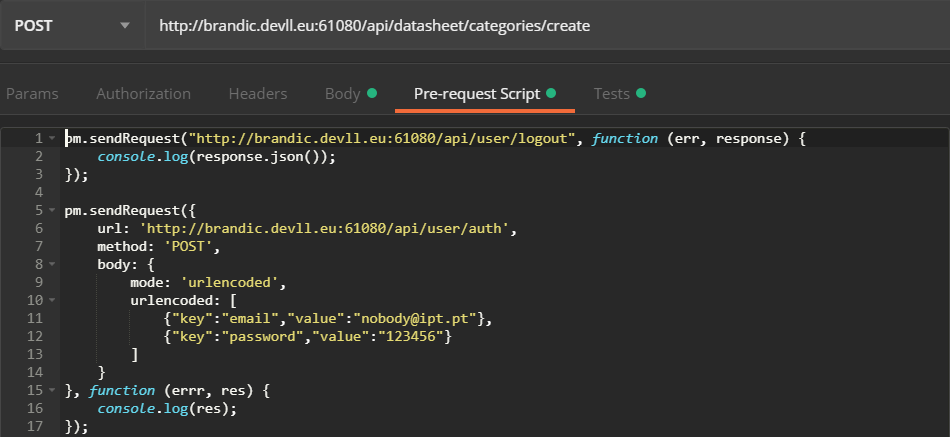 POST http://brandic.devll.eu:61080/api/datasheet/categories/create
Params Authorization Headers Body Pre-request Script Tests
1 pm.sendRequest("http://brandic.devll.eu:61080/api/user/logout", function (err, response) {
2     console.log(response.json());
3 });
4
5 pm.sendRequest({
6     url: 'http://brandic.devll.eu:61080/api/user/auth',
7     method: 'POST',
8     body: {
9         mode: 'urlencoded',
10         urlencoded: [
11             {"key":"email","value":"nobody@ipt.pt"},
12             {"key":"password","value":"123456"}
13         ]
14     }
15 }, function (errr, res) {
16     console.log(res);
17 });